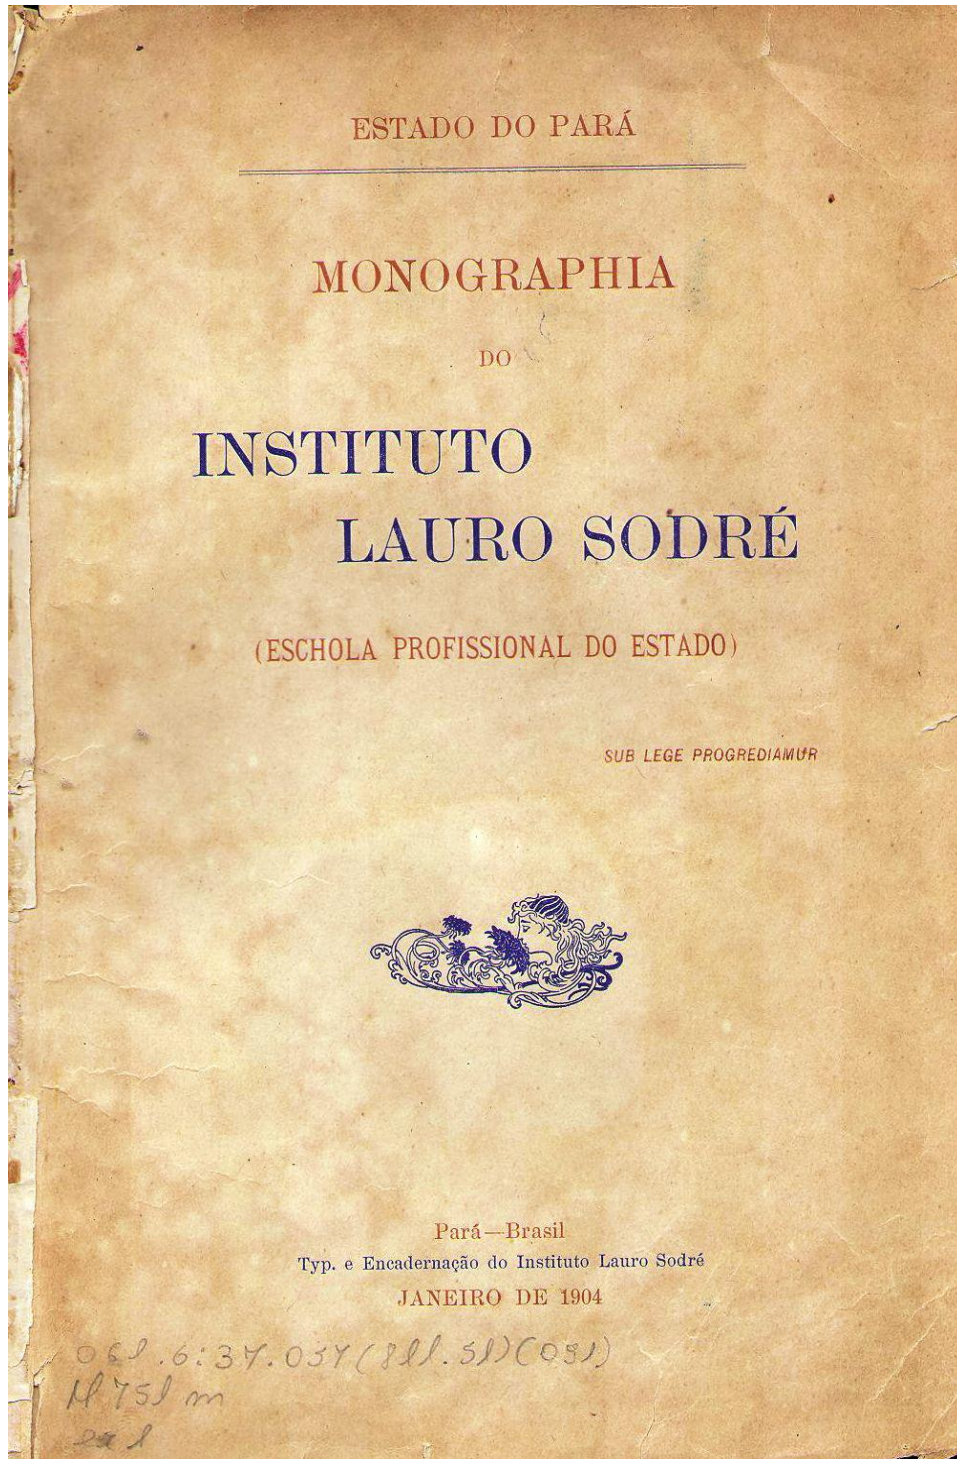 ESTADO DO PARÁ
MONOGRAPHIA
DO
INSTITUTO
LAURO SODRÉ
(ESCHOLA PROFISSIONAL DO ESTADO)
SUB LEGE PROGREDIAMUR
Pará—Brasil
Typ. e Encadernação do Instituto Lauro Sodré
JANEIRO DE 1904